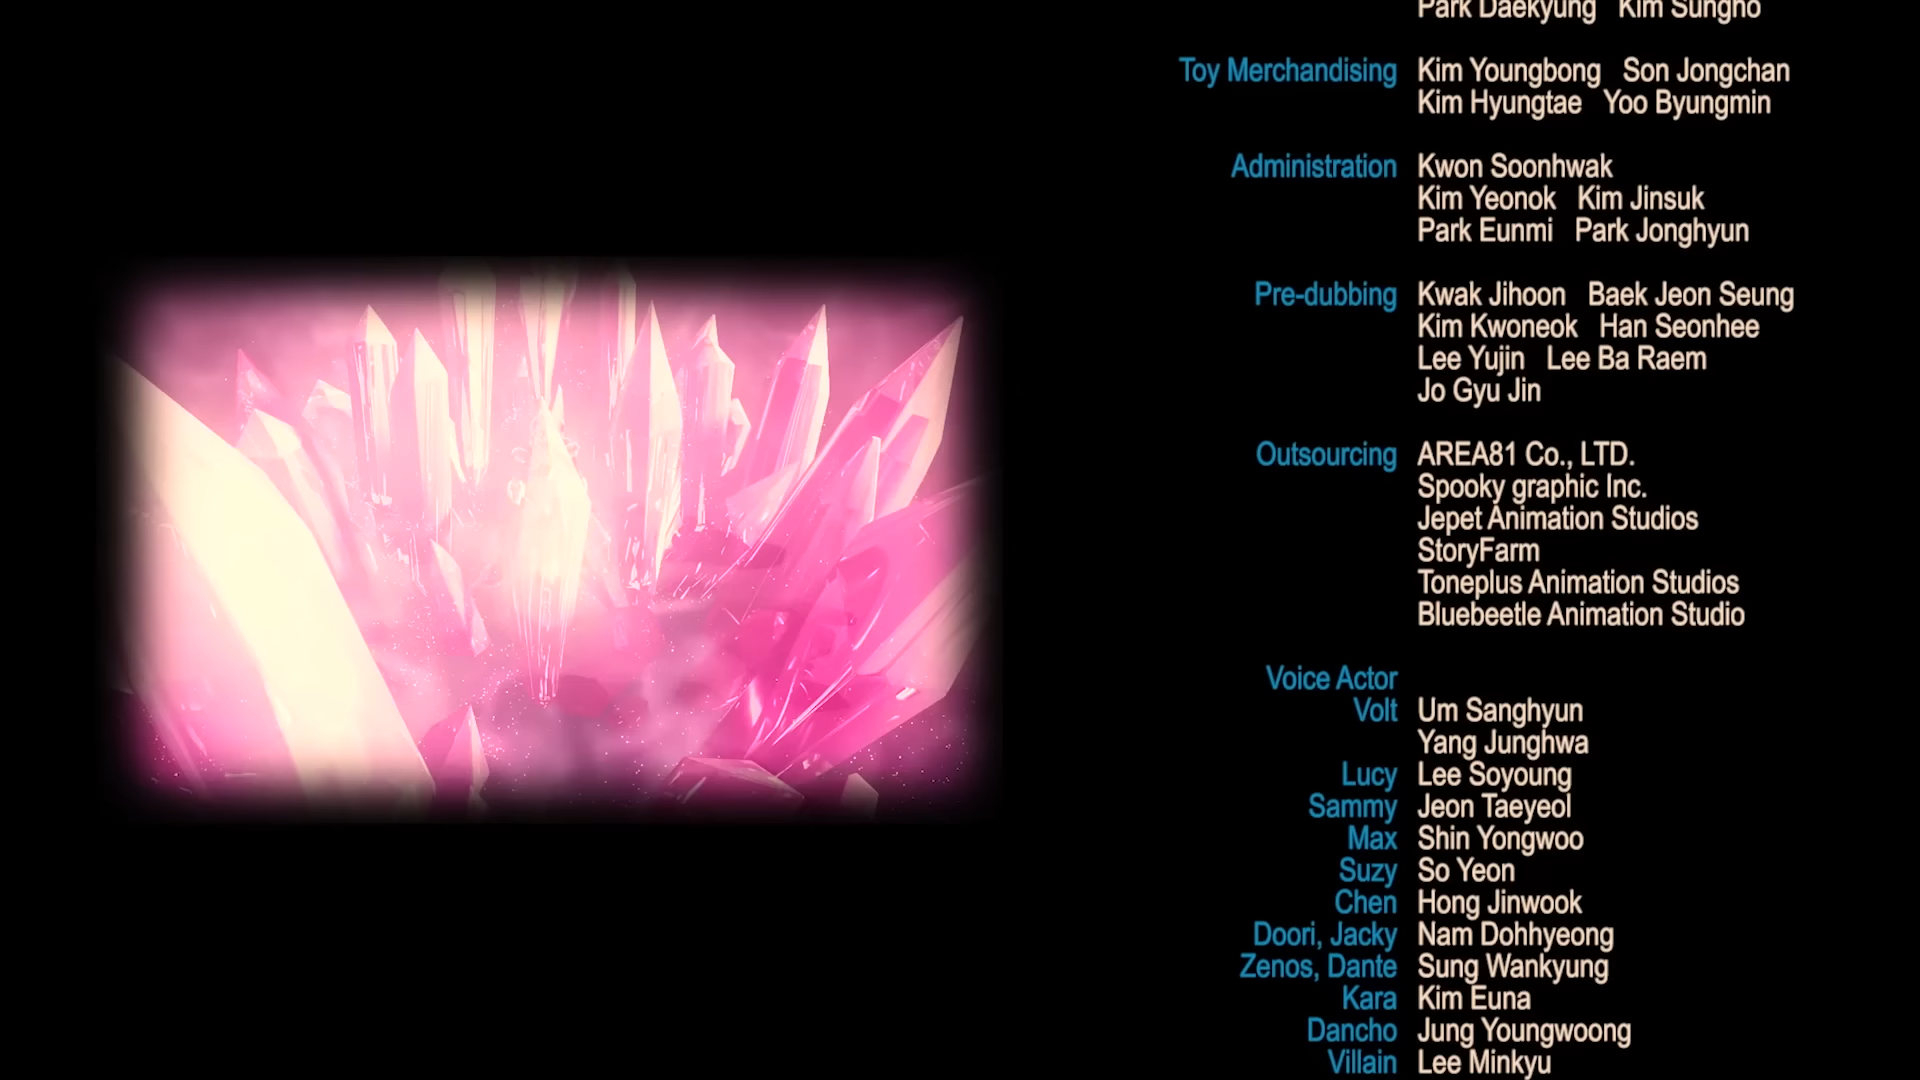 Park Daekyung Kim Sungho
Toy Merchandising Kim Youngbong Son Jongchan
Kim Hyungtae Yoo Byungmin
Administration Kwon Soonhwak
Kim Yeonok Kim Jinsuk
Park Eunmi Park Jonghyun
Pre-dubbing Kwak Jihoon Baek Jeon Seung
Kim Kwoneok Han Seonhee
Lee Yujin Lee Ba Raem
Jo Gyu Jin
Outsourcing AREA81 Co., LTD.
Spooky graphic Inc.
Jepet Animation Studios
StoryFarm
Toneplus Animation Studios
Bluebeetle Animation Studio
Voice Actor
Volt Um Sanghyun
Yang Junghwa
Lucy Lee Soyoung
Sammy Jeon Taeyeol
Max Shin Yongwoo
Suzy So Yeon
Chen Hong Jinwook
Doori, Jacky Nam Dohhyeong
Zenos, Dante Sung Wankyung
Kara Kim Euna
Dancho Jung Youngwoong
Villain Lee Minkyu